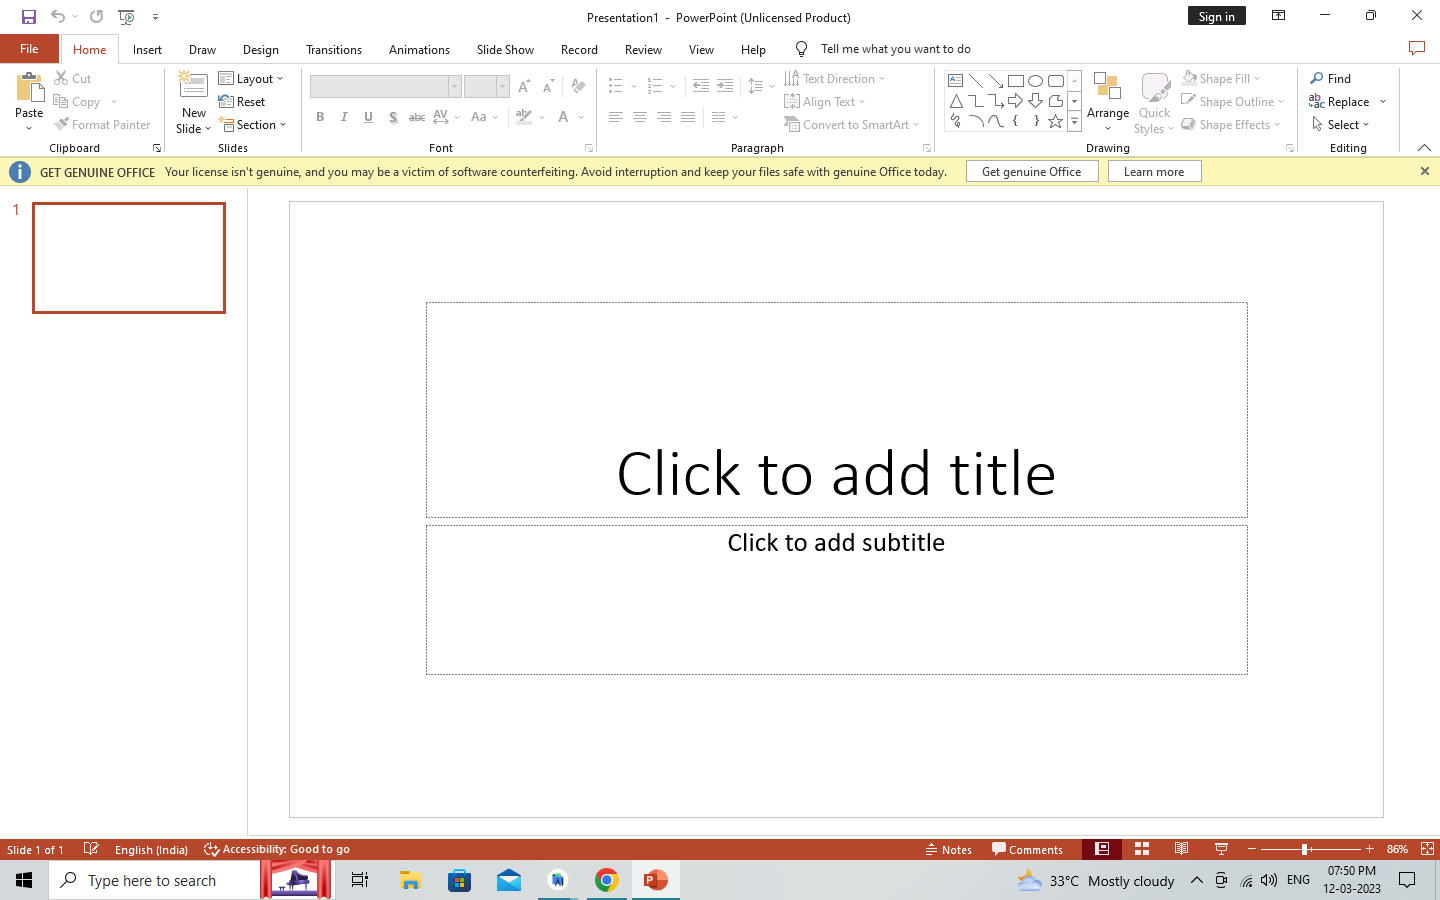 Presentation1 - PowerPoint (Unlicensed Product)
Sign in
File
Home
Insert
Draw
Design
Transitions
Animations
Slide Show
Record
Review
View
Help
Tell me what you want to do
Paste
Cut
Copy
Format Painter
Clipboard
New Slide
Layout
Reset
Section
Slides
B I U S abc AV Aa A
Font
Text Direction
Align Text
Convert to SmartArt
Paragraph
Arrange
Quick Styles
Shape Fill
Shape Outline
Shape Effects
Drawing
Find
Replace
Select
Editing
GET GENUINE OFFICE Your license isn't genuine, and you may be a victim of software counterfeiting. Avoid interruption and keep your files safe with genuine Office today.
Get genuine Office
Learn more
1
Click to add title
Click to add subtitle
Slide 1 of 1
English (India)
Accessibility: Good to go
Notes
Comments
86%
Type here to search
33°C Mostly cloudy
ENG
07:50 PM
12-03-2023